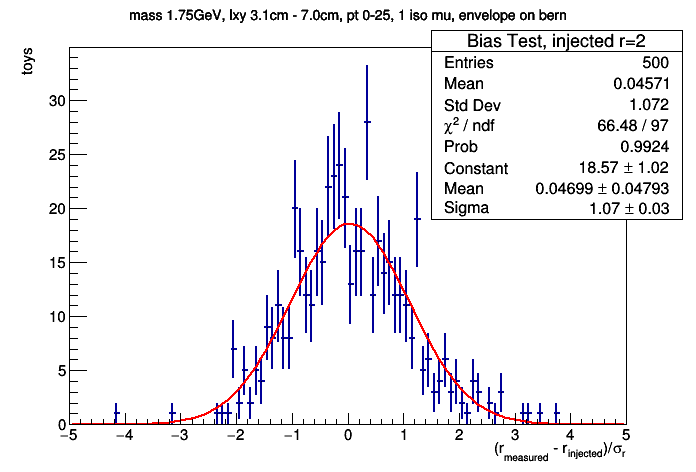 mass 1.75GeV, lxy 3.1cm - 7.0cm, pt 0-25, 1 iso mu, envelope on bern
toys
Bias Test, injected r=2
Entries 500
Mean 0.04571
Std Dev 1.072
χ² / ndf 66.48 / 97
Prob 0.9924
Constant 18.57 ± 1.02
Mean 0.04699 ± 0.04793
Sigma 1.07 ± 0.03
30
25
20
15
10
5
0
−5 −4 −3 −2 −1 0 1 2 3 4 5
(r_measured - r_injected)/σ_r